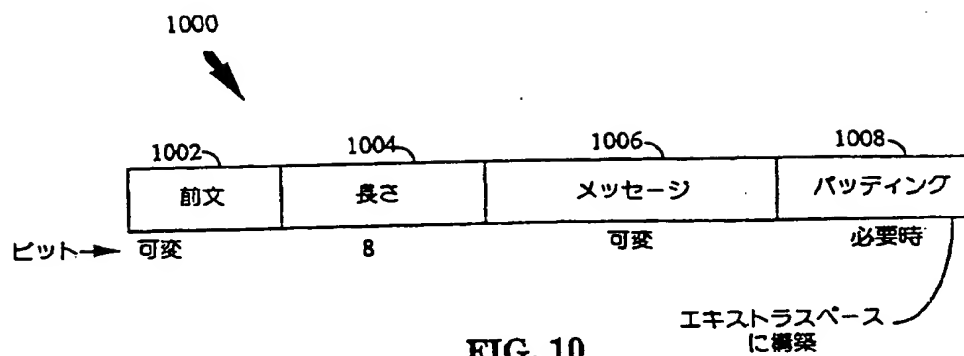 1000
1002 1004 1006 1008
前文 長さ メッセージ パッディング
ビット 可変 8 可変 必要時
エキストラスペース
に構築
FIG. 10